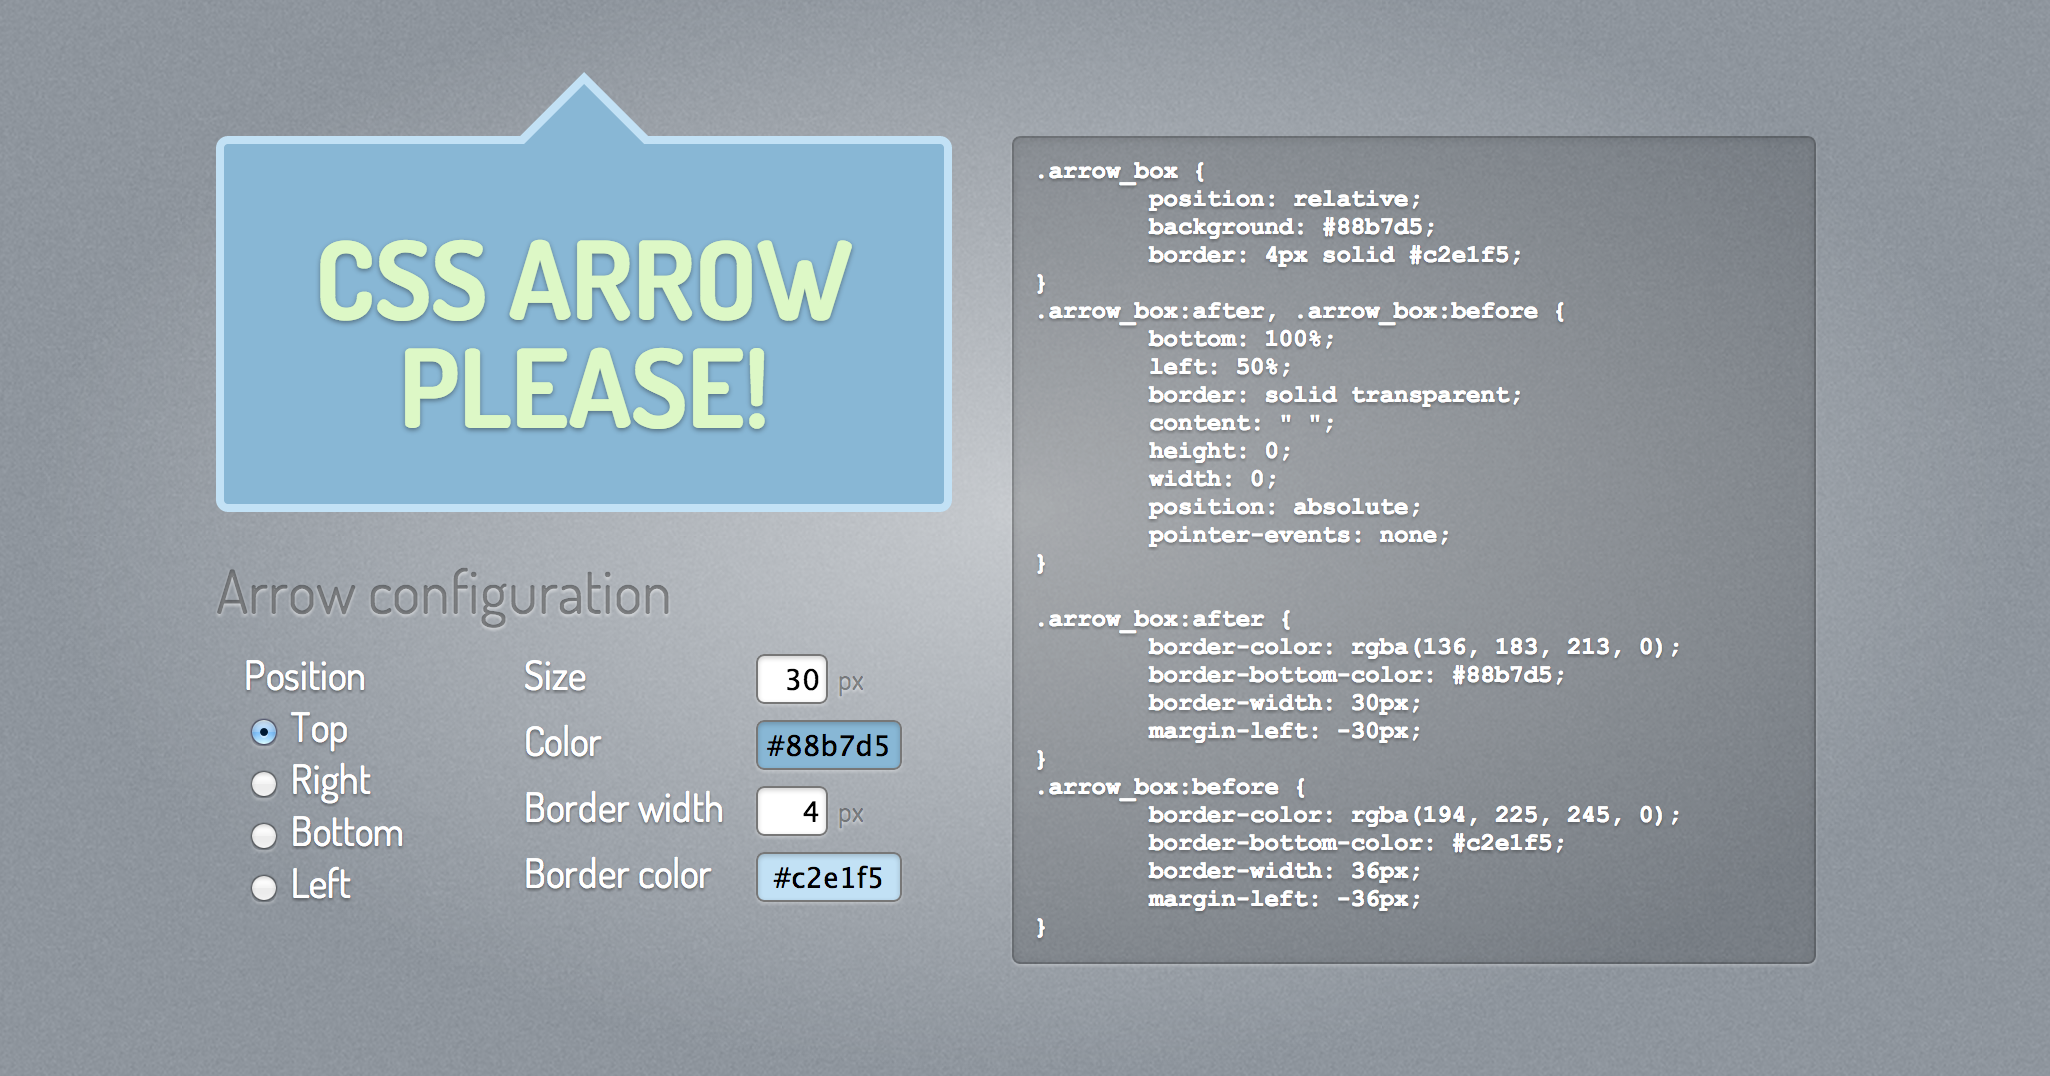 CSS ARROW
PLEASE!
Arrow configuration
Position
Top
Right
Bottom
Left
Size 30 px
Color #88b7d5
Border width 4 px
Border color #c2e1f5
.arrow_box {
position: relative;
background: #88b7d5;
border: 4px solid #c2e1f5;
}
.arrow_box:after, .arrow_box:before {
bottom: 100%;
left: 50%;
border: solid transparent;
content: " ";
height: 0;
width: 0;
position: absolute;
pointer-events: none;
}
.arrow_box:after {
border-color: rgba(136, 183, 213, 0);
border-bottom-color: #88b7d5;
border-width: 30px;
margin-left: -30px;
}
.arrow_box:before {
border-color: rgba(194, 225, 245, 0);
border-bottom-color: #c2e1f5;
border-width: 36px;
margin-left: -36px;
}